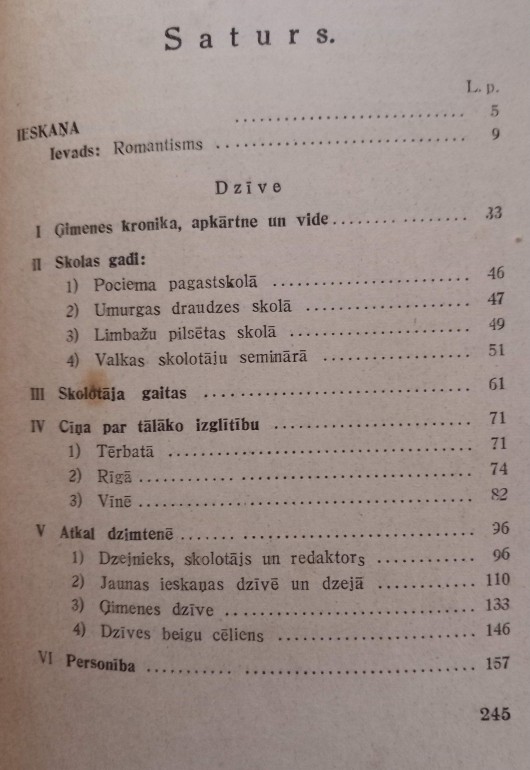 Saturs.
L. p.
IESKAŅA .......................... 5
Ievads: Romantisms .......................... 9
Dzīve
I Ģimenes kronika, apkārtne un vide .................. 33
II Skolas gadi:
1) Pociema pagastskolā ...................... 46
2) Umurgas draudzes skolā .................. 47
3) Limbažu pilsētas skolā .................. 49
4) Valkas skolotāju seminārā .................. 51
III Skolotāja gaitas ............................ 61
IV Cīņa par tālāko izglītību ...................... 71
1) Tērbatā ................................ 71
2) Rīgā .................................... 74
3) Vīnē .................................... 82
V Atkal dzimtenē ................................ 96
1) Dzejnieks, skolotājs un redaktors ............ 96
2) Jaunas ieskaņas dzīvē un dzejā ............ 110
3) Ģimenes dzīve .......................... 133
4) Dzīves beigu cēliens ...................... 146
VI Personība .................................. 157
245